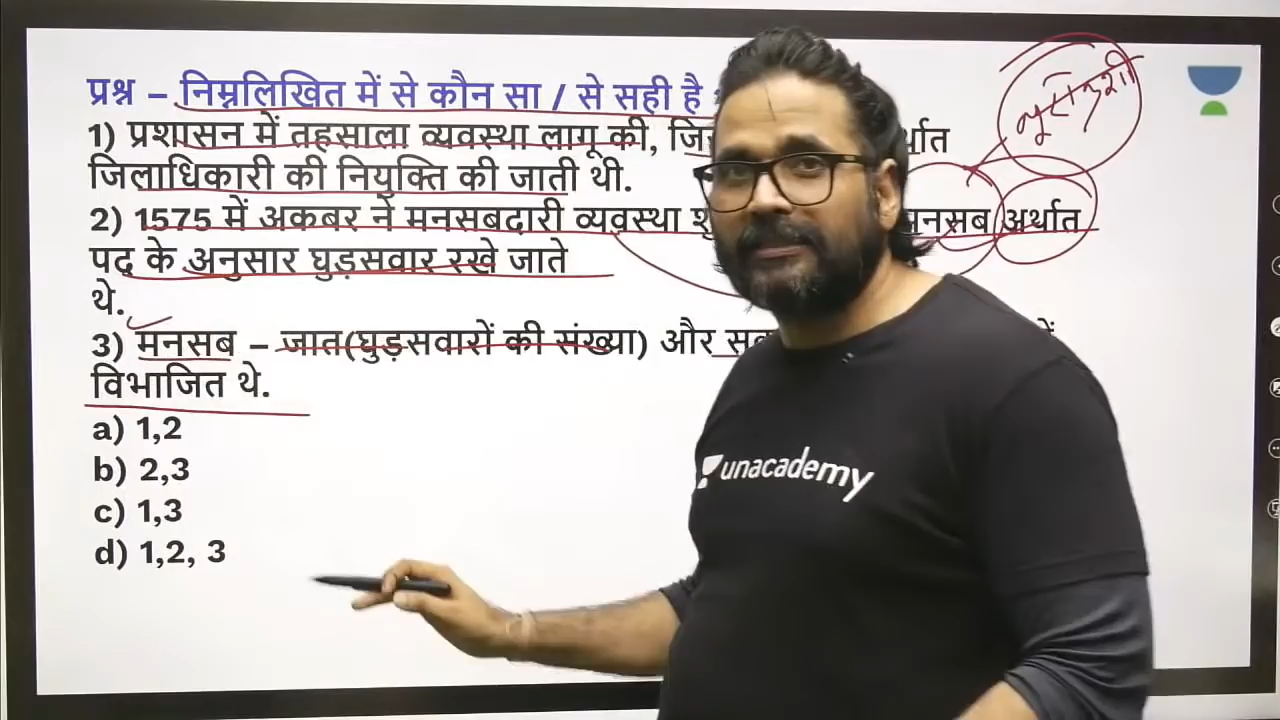 प्रश्न – निम्नलिखित में से कौन सा / से सही है
1) प्रशासन में तहसाला व्यवस्था लागू की,
जिलाधिकारी की नियुक्ति की जाती थी.
2) 1575 में अकबर ने मनसबदारी व्यवस्था मनसब अर्थात
पद के अनुसार घुड़सवार रखे जाते
थे.
3) मनसब – जात(घुड़सवारों की संख्या) और
विभाजित थे.
a) 1,2
b) 2,3
c) 1,3
d) 1,2, 3
unacademy